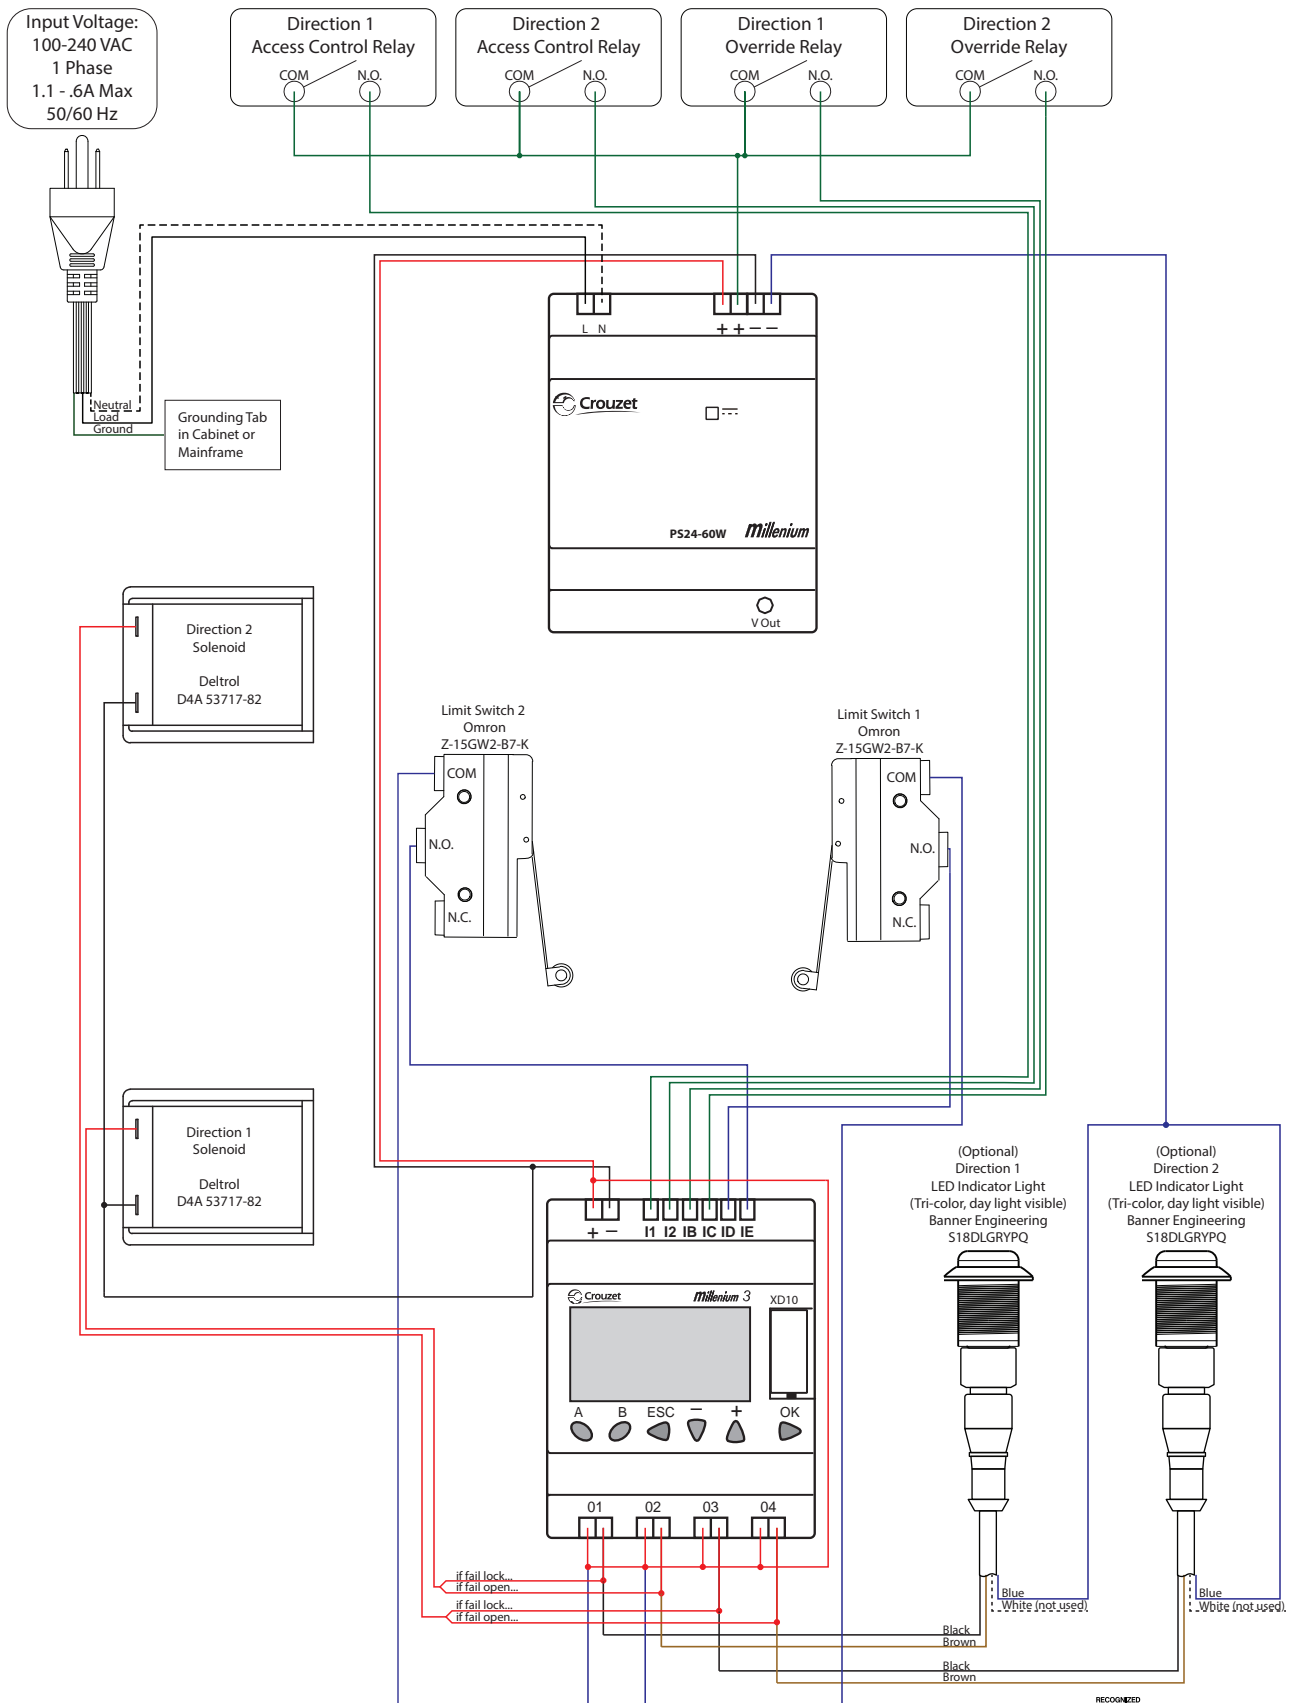 Input Voltage:
100-240 VAC
1 Phase
1.1 - .6A Max
50/60 Hz
Direction 1
Access Control Relay
COM
N.O.
Direction 2
Access Control Relay
COM
N.O.
Direction 1
Override Relay
COM
N.O.
Direction 2
Override Relay
COM
N.O.
L N
+ + − −
Crouzet
PS24-60W Millenium
V Out
Neutral
Load
Ground
Grounding Tab
in Cabinet or
Mainframe
Direction 2
Solenoid
Deltrol
D4A 53717-82
Limit Switch 2
Omron
Z-15GW2-B7-K
COM
N.O.
N.C.
Limit Switch 1
Omron
Z-15GW2-B7-K
COM
N.O.
N.C.
Direction 1
Solenoid
Deltrol
D4A 53717-82
+ − I1 I2 IB IC ID IE
Crouzet Millenium 3 XD10
A B ESC − + OK
01 02 03 04
(Optional)
Direction 1
LED Indicator Light
(Tri-color, day light visible)
Banner Engineering
S18DLGRYPQ
(Optional)
Direction 2
LED Indicator Light
(Tri-color, day light visible)
Banner Engineering
S18DLGRYPQ
if fail lock...
if fail open...
if fail lock...
if fail open...
Blue
White (not used)
Blue
White (not used)
Black
Brown
Black
Brown
RECOGNIZED